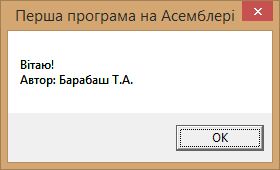 Перша програма на Асемблері
Вітаю!
Автор: Барабаш Т.А.
OK